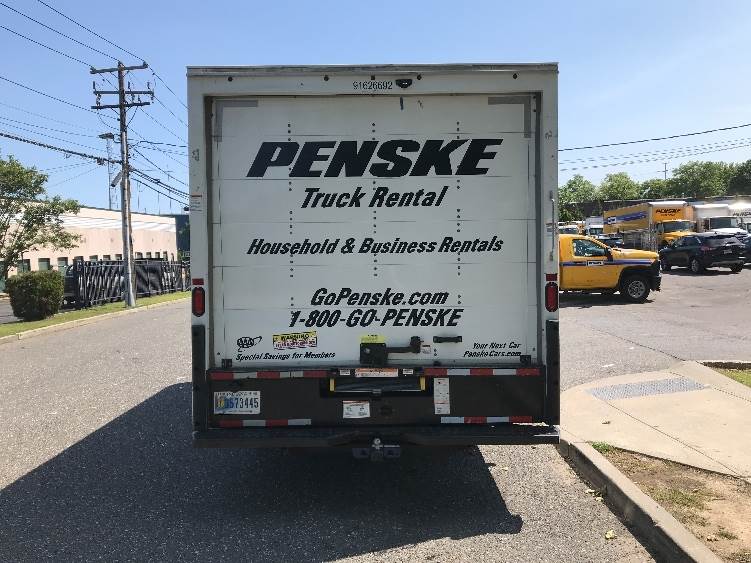 91626692
PENSKE
Truck Rental
Household & Business Rentals
GoPenske.com
1-800-GO-PENSKE
AAA
Special Savings for Members
WARNING
Your Next Car
PenskeCars.com
573445
PENSKE